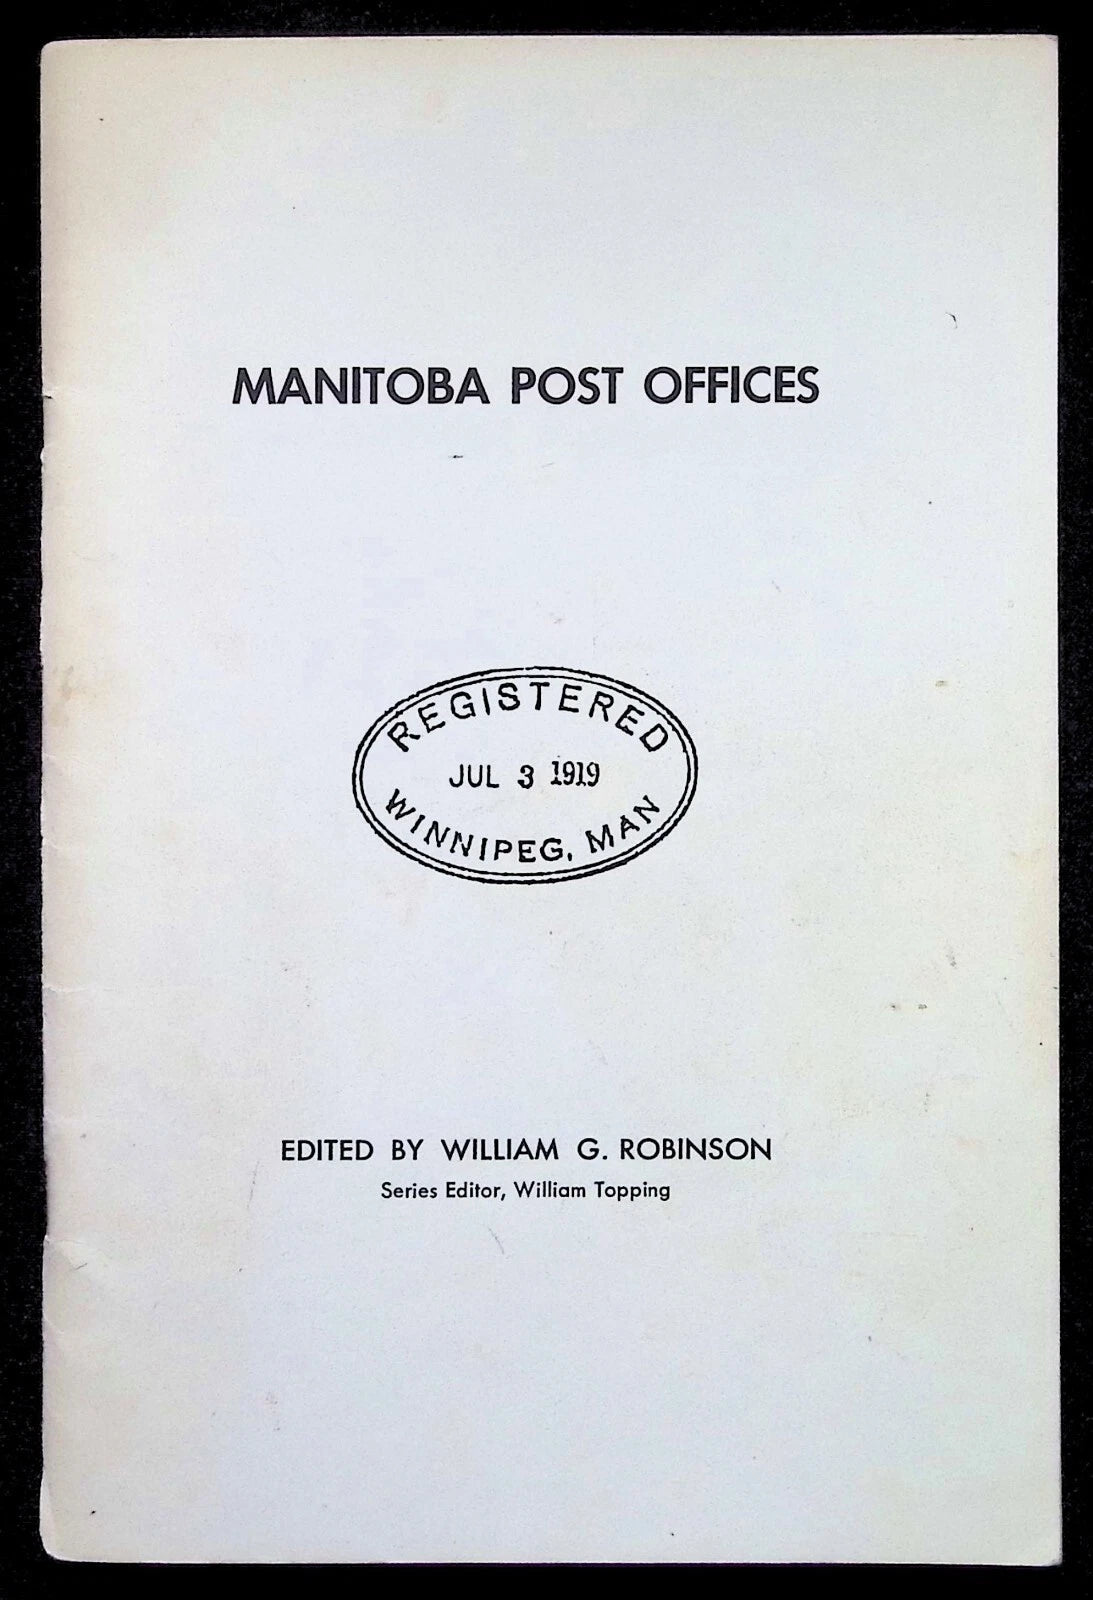 MANITOBA POST OFFICES
REGISTERED
JUL 3 1919
WINNIPEG, MAN
EDITED BY WILLIAM G. ROBINSON
Series Editor, William Topping